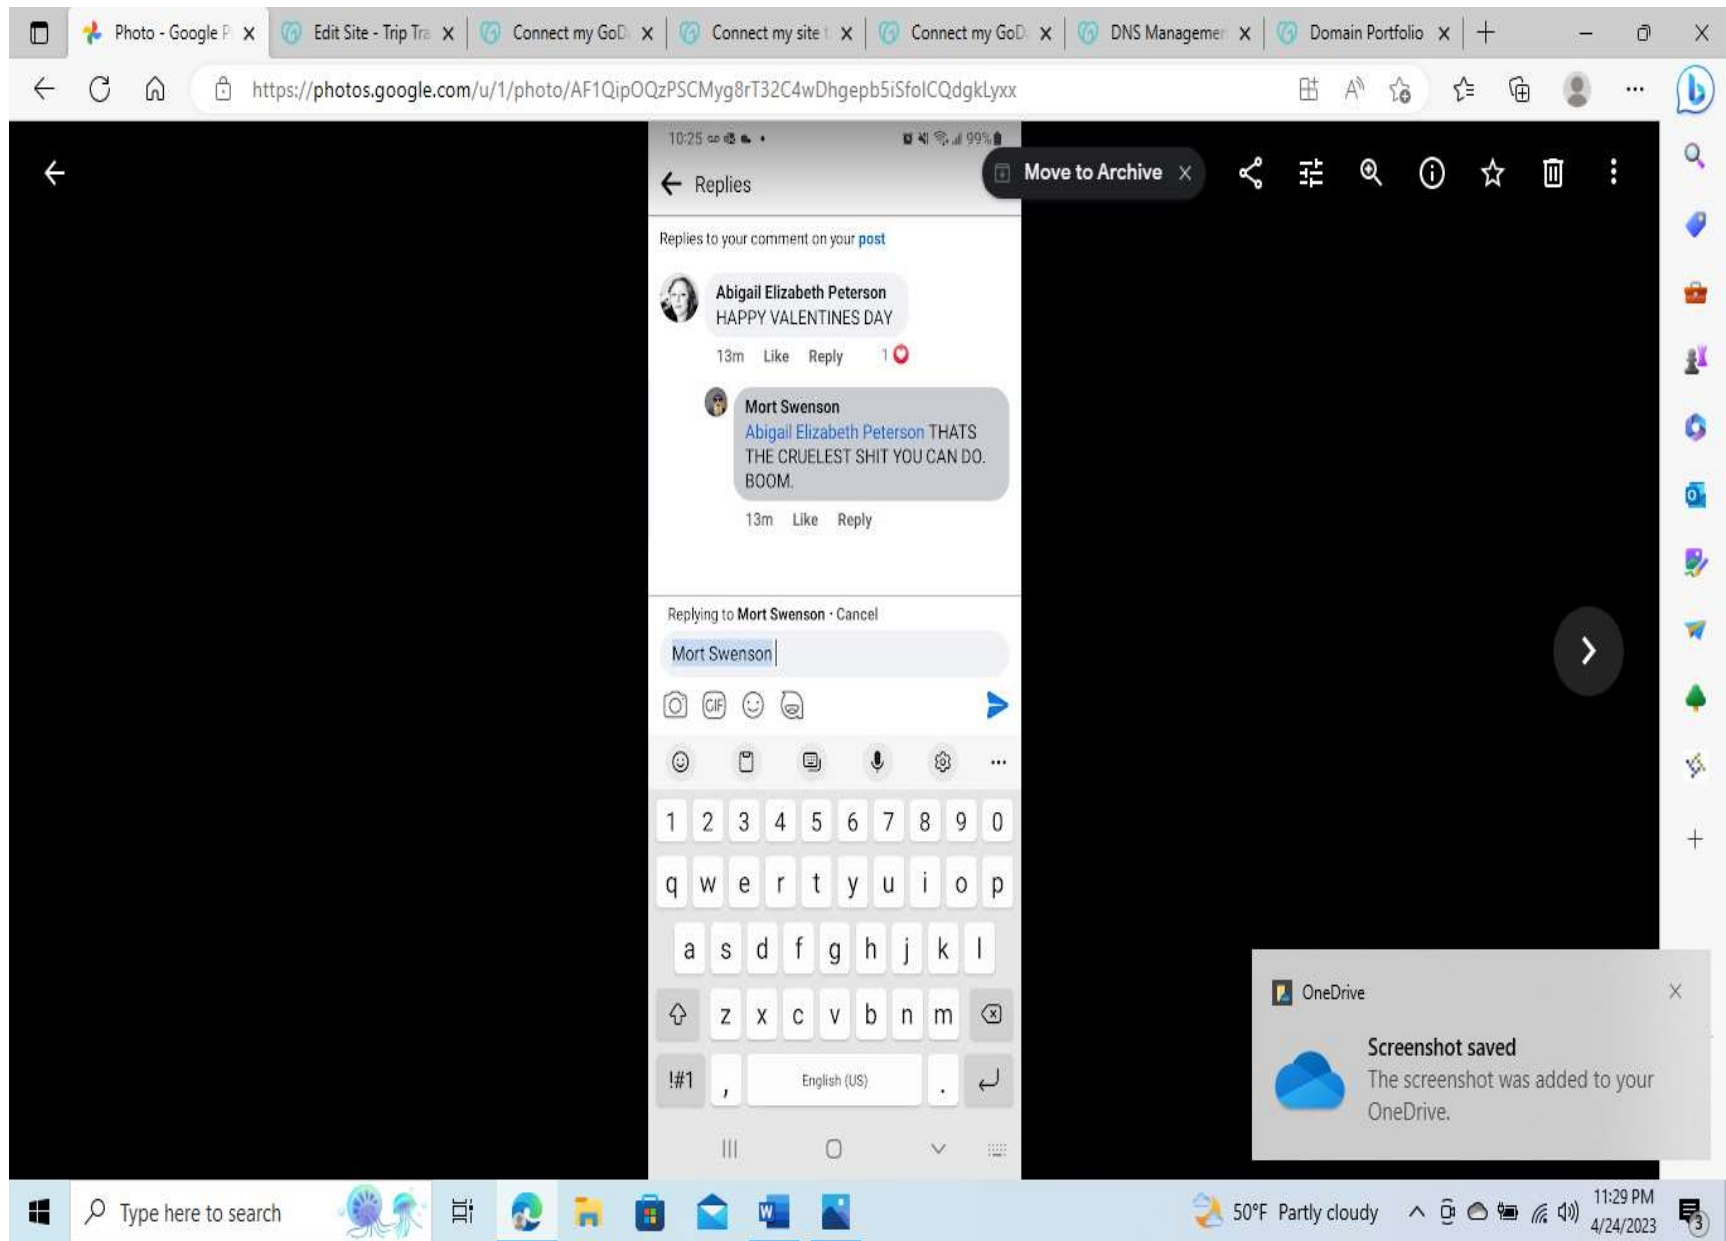 Photo - Google P
Edit Site - Trip Tra
Connect my GoD
Connect my site t
Connect my GoD
DNS Managemen
Domain Portfolio
https://photos.google.com/u/1/photo/
10:25
99%
Replies
Move to Archive
Replies to your comment on your post
Abigail Elizabeth Peterson
HAPPY VALENTINES DAY
13m Like Reply 1
Mort Swenson
Abigail Elizabeth Peterson THATS
THE CRUELEST SHIT YOU CAN DO.
BOOM.
13m Like Reply
Replying to Mort Swenson · Cancel
Mort Swenson
GIF
1 2 3 4 5 6 7 8 9 0
q w e r t y u i o p
a s d f g h j k l
z x c v b n m
!#1 , English (US) .
OneDrive
Screenshot saved
The screenshot was added to your
OneDrive.
Type here to search
50°F Partly cloudy
11:29 PM
4/24/2023
3